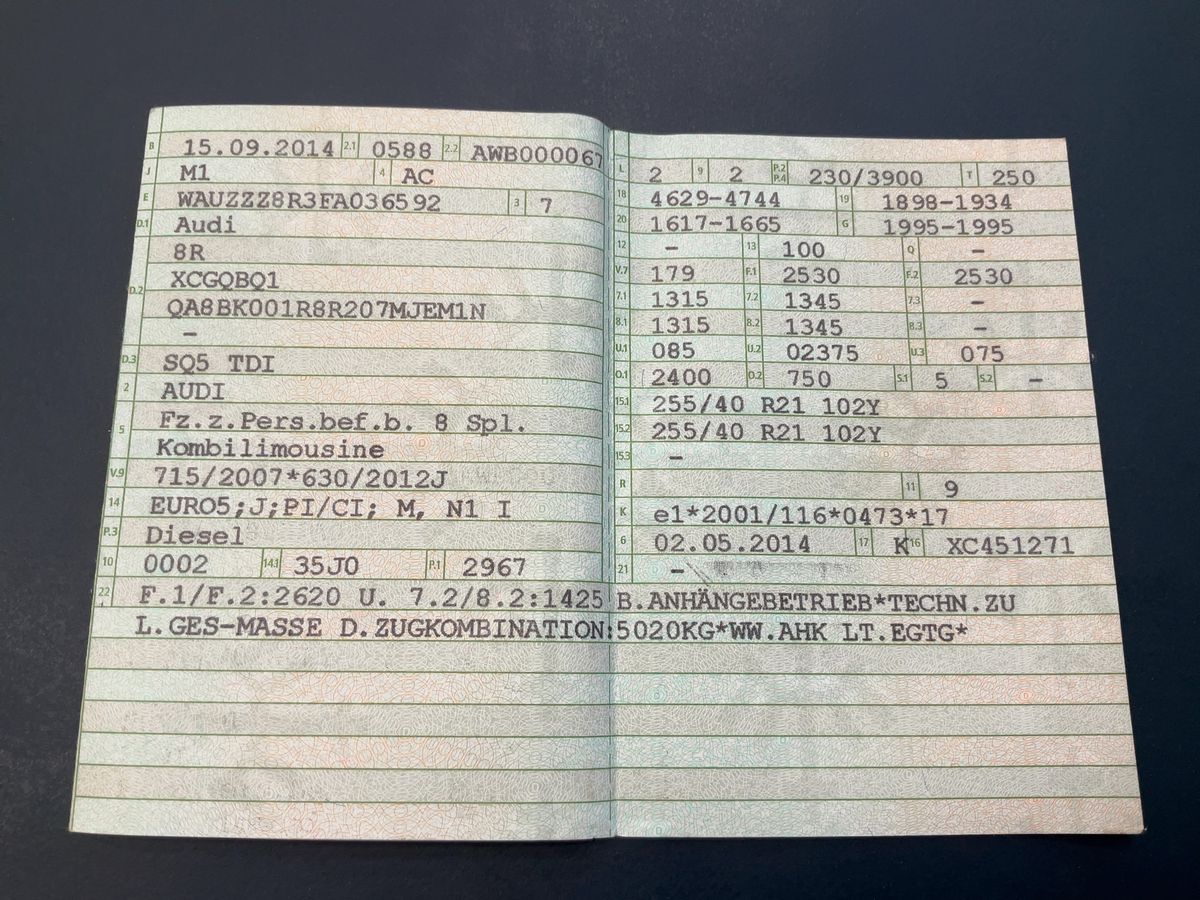 B 15.09.2014 2.1 0588 2.2 AWB000067
J M1 4 AC
E WAUZZZ8R3FA036592 3 7
D.1 Audi
8R
D.2 XCGQBQ1
QA8BK001R8R207MJEM1N
–
D.3 SQ5 TDI
2 AUDI
5 Fz.z.Pers.bef.b. 8 Spl.
Kombilimousine
V.9 715/2007*630/2012J
14 EURO5;J;PI/CI; M, N1 I
P.3 Diesel
10 0002 14.1 35J0 P.1 2967
L 2 9 2 P.2 P.4 230/3900 T 250
18 4629-4744 19 1898-1934
20 1617-1665 G 1995-1995
12 – 13 100 Q –
V.7 179 F.1 2530 F.2 2530
7.1 1315 7.2 1345 7.3 –
8.1 1315 8.2 1345 8.3 –
U.1 085 U.2 02375 U.3 075
O.1 2400 O.2 750 S.1 5 S.2 –
15.1 255/40 R21 102Y
15.2 255/40 R21 102Y
15.3 –
R 11 9
K e1*2001/116*0473*17
6 02.05.2014 17 K 16 XC451271
21 –
22 F.1/F.2:2620 U. 7.2/8.2:1425 B.ANHÄNGEBETRIEB*TECHN.ZU
L.GES-MASSE D.ZUGKOMBINATION:5020KG*WW.AHK LT.EGTG*